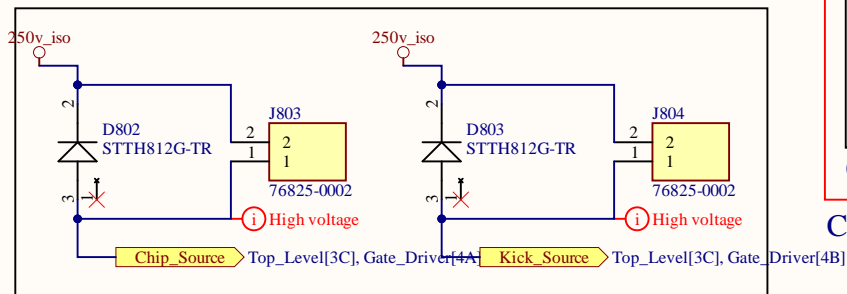 250v_iso
2
D802
STTH812G-TR
3
1
J803
2
2
1
1
76825-0002
i High voltage
Chip_Source
Top_Level[3C], Gate_Driver[4A]
250v_iso
2
D803
STTH812G-TR
3
1
J804
2
2
1
1
76825-0002
i High voltage
Kick_Source
Top_Level[3C], Gate_Driver[4B]
C